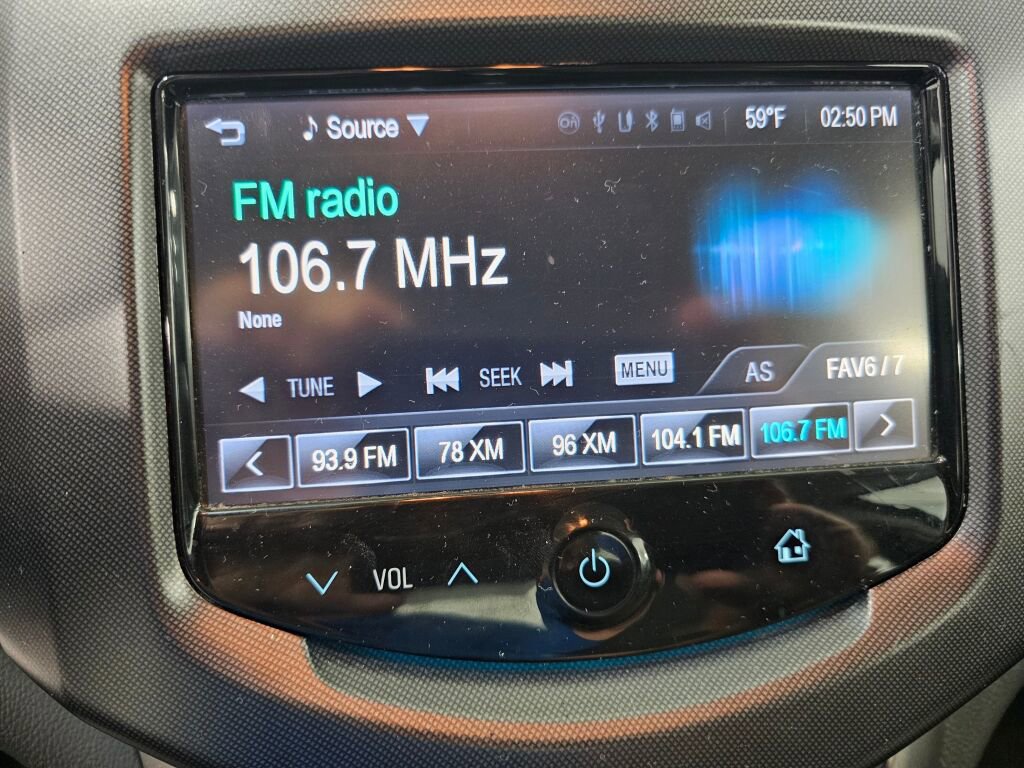 Source 59°F 02:50 PM
FM radio
106.7 MHz
None
TUNE SEEK MENU AS FAV6 / 7
93.9 FM 78 XM 96 XM 104.1 FM 106.7 FM
VOL